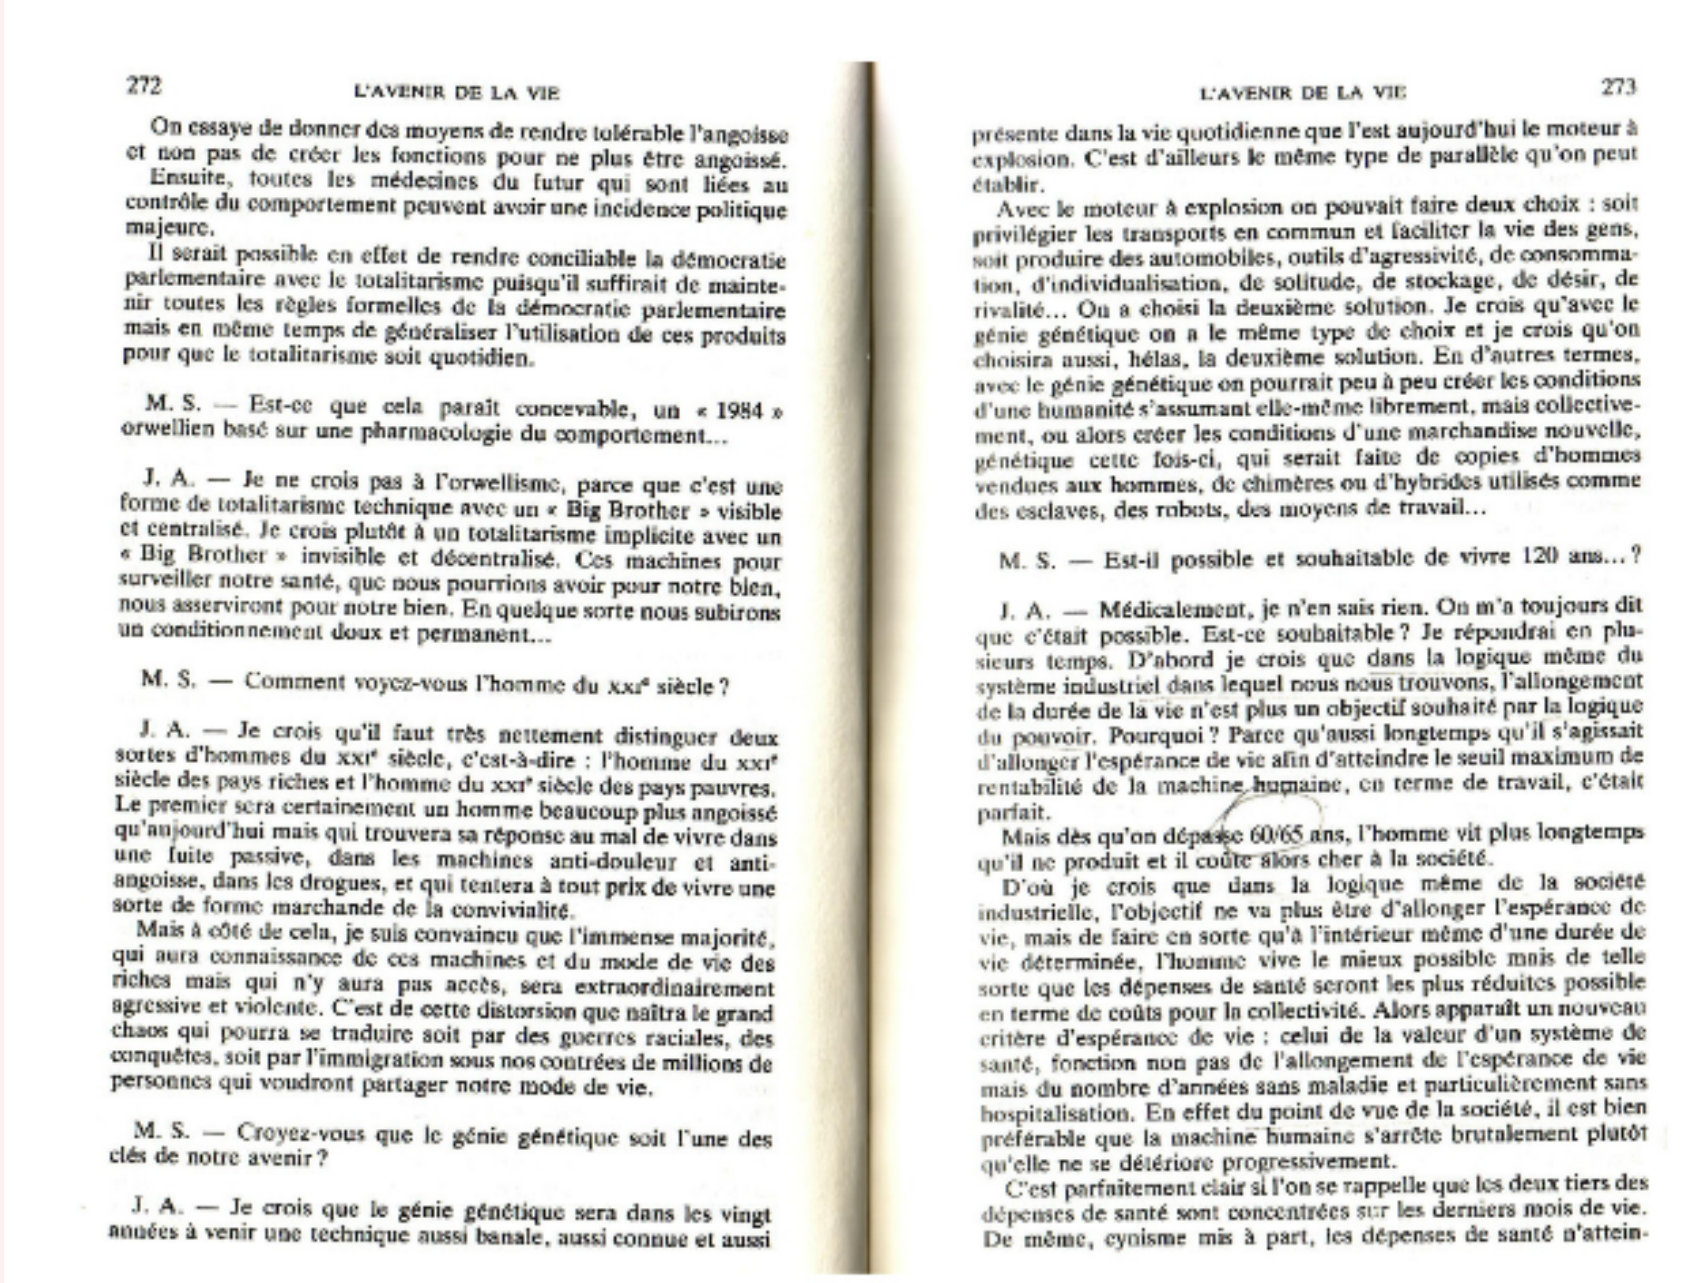 272
L'AVENIR DE LA VIE
On essaye de donner des moyens de rendre tolérable l'angoisse
et non pas de créer les fonctions pour ne plus être angoissé.
Ensuite, toutes les médecines du futur qui sont liées au
contrôle du comportement peuvent avoir une incidence politique
majeure.
Il serait possible en effet de rendre conciliable la démocratie
parlementaire avec le totalitarisme puisqu'il suffirait de mainte-
nir toutes les règles formelles de la démocratie parlementaire
mais en même temps de généraliser l'utilisation de ces produits
pour que le totalitarisme soit quotidien.
M. S. — Est-ce que cela paraît concevable, un « 1984 »
orwellien basé sur une pharmacologie du comportement...
J. A. — Je ne crois pas à l'orwellisme, parce que c'est une
forme de totalitarisme technique avec un « Big Brother » visible
et centralisé. Je crois plutôt à un totalitarisme implicite avec un
« Big Brother » invisible et décentralisé. Ces machines pour
surveiller notre santé, que nous pourrions avoir pour notre bien,
nous asserviront pour notre bien. En quelque sorte nous subirons
un conditionnement doux et permanent...
M. S. — Comment voyez-vous l'homme du XXIe siècle ?
J. A. — Je crois qu'il faut très nettement distinguer deux
sortes d'hommes du XXIe siècle, c'est-à-dire : l'homme du XXIe
siècle des pays riches et l'homme du XXIe siècle des pays pauvres.
Le premier sera certainement un homme beaucoup plus angoissé
qu'aujourd'hui mais qui trouvera sa réponse au mal de vivre dans
une fuite passive, dans les machines anti-douleur et anti-
angoisse, dans les drogues, et qui tentera à tout prix de vivre une
sorte de forme marchande de la convivialité.
Mais à côté de cela, je suis convaincu que l'immense majorité,
qui aura connaissance de ces machines et du mode de vie des
riches mais qui n'y aura pas accès, sera extraordinairement
agressive et violente. C'est de cette distorsion que naîtra le grand
chaos qui pourra se traduire soit par des guerres raciales, des
conquêtes, soit par l'immigration sous nos contrées de millions de
personnes qui voudront partager notre mode de vie.
M. S. — Croyez-vous que le génie génétique soit l'une des
clés de notre avenir ?
J. A. — Je crois que le génie génétique sera dans les vingt
années à venir une technique aussi banale, aussi connue et aussi
L'AVENIR DE LA VIE
273
présente dans la vie quotidienne que l'est aujourd'hui le moteur à
explosion. C'est d'ailleurs le même type de parallèle qu'on peut
établir.
Avec le moteur à explosion on pouvait faire deux choix : soit
privilégier les transports en commun et faciliter la vie des gens,
soit produire des automobiles, outils d'agressivité, de consomma-
tion, d'individualisation, de solitude, de stockage, de désir, de
rivalité... On a choisi la deuxième solution. Je crois qu'avec le
génie génétique on a le même type de choix et je crois qu'on
choisira aussi, hélas, la deuxième solution. En d'autres termes,
avec le génie génétique on pourrait peu à peu créer les conditions
d'une humanité s'assumant elle-même librement, mais collective-
ment, ou alors créer les conditions d'une marchandise nouvelle,
génétique cette fois-ci, qui serait faite de copies d'hommes
vendues aux hommes, de chimères ou d'hybrides utilisés comme
des esclaves, des robots, des moyens de travail...
M. S. — Est-il possible et souhaitable de vivre 120 ans... ?
J. A. — Médicalement, je n'en sais rien. On m'a toujours dit
que c'était possible. Est-ce souhaitable ? Je répondrai en plu-
sieurs temps. D'abord je crois que dans la logique même du
système industriel dans lequel nous nous trouvons, l'allongement
de la durée de la vie n'est plus un objectif souhaité par la logique
du pouvoir. Pourquoi ? Parce qu'aussi longtemps qu'il s'agissait
d'allonger l'espérance de vie afin d'atteindre le seuil maximum de
rentabilité de la machine humaine, en terme de travail, c'était
parfait.
Mais dès qu'on dépasse 60/65 ans, l'homme vit plus longtemps
qu'il ne produit et il coûte alors cher à la société.
D'où je crois que dans la logique même de la société
industrielle, l'objectif ne va plus être d'allonger l'espérance de
vie, mais de faire en sorte qu'à l'intérieur même d'une durée de
vie déterminée, l'homme vive le mieux possible mais de telle
sorte que les dépenses de santé seront les plus réduites possible
en terme de coûts pour la collectivité. Alors apparaît un nouveau
critère d'espérance de vie : celui de la valeur d'un système de
santé, fonction non pas de l'allongement de l'espérance de vie
mais du nombre d'années sans maladie et particulièrement sans
hospitalisation. En effet du point de vue de la société, il est bien
préférable que la machine humaine s'arrête brutalement plutôt
qu'elle ne se détériore progressivement.
C'est parfaitement clair si l'on se rappelle que les deux tiers des
dépenses de santé sont concentrées sur les derniers mois de vie.
De même, cynisme mis à part, les dépenses de santé n'attein-